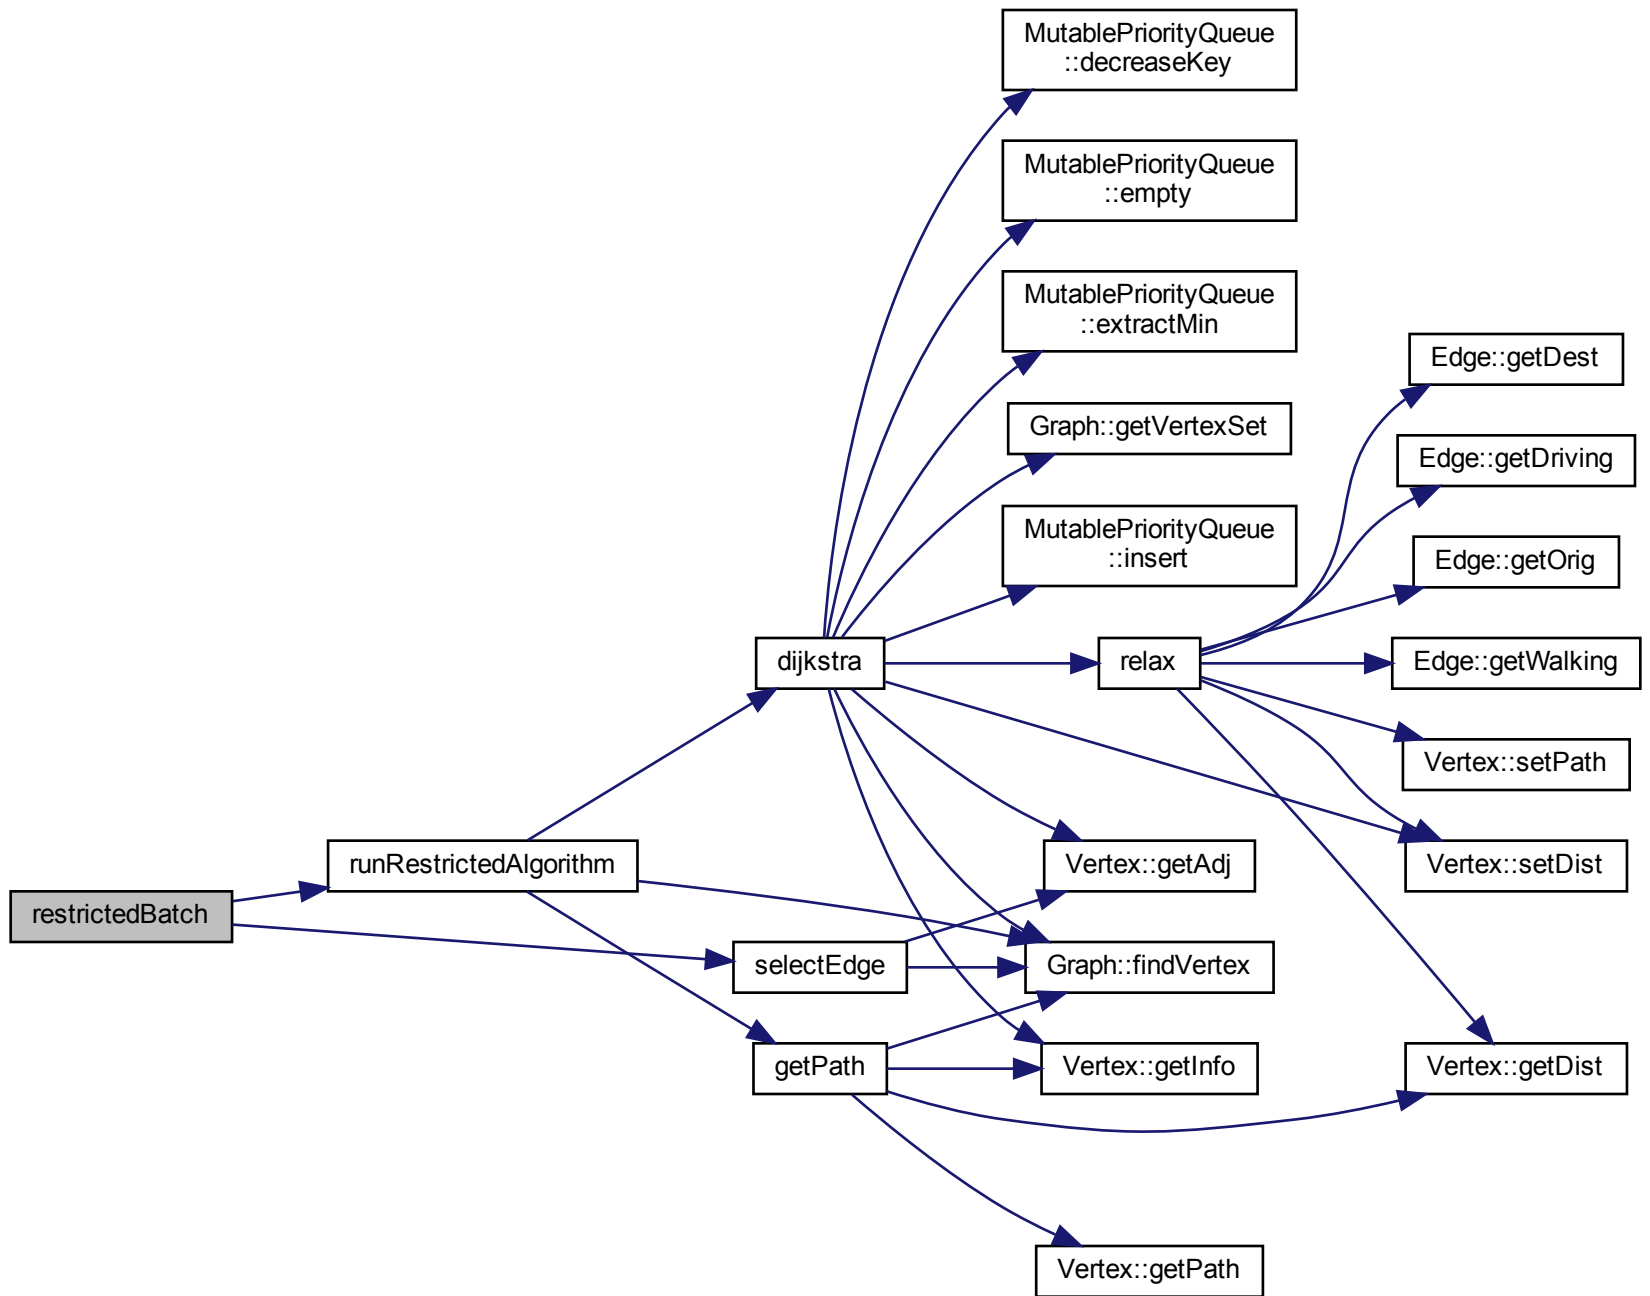 MutablePriorityQueue
::decreaseKey
MutablePriorityQueue
::empty
MutablePriorityQueue
::extractMin
Edge::getDest
Graph::getVertexSet
Edge::getDriving
MutablePriorityQueue
::insert
Edge::getOrig
dijkstra
relax
Edge::getWalking
Vertex::setPath
runRestrictedAlgorithm
Vertex::getAdj
Vertex::setDist
restrictedBatch
selectEdge
Graph::findVertex
getPath
Vertex::getInfo
Vertex::getDist
Vertex::getPath